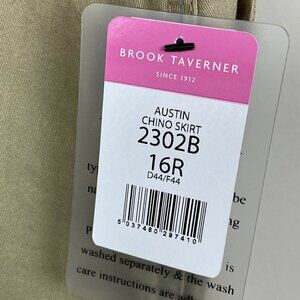 BROOK TAVERNER
SINCE 1912
AUSTIN
CHINO SKIRT
2302B
16R
D44/F44
5 037480 297410
be
washed separately & the wash is
care instructions are